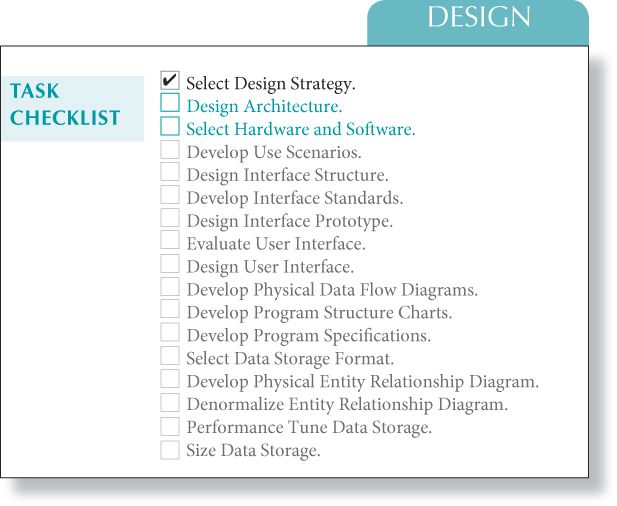 DESIGN
TASK
CHECKLIST
✔ Select Design Strategy.
Design Architecture.
Select Hardware and Software.
Develop Use Scenarios.
Design Interface Structure.
Develop Interface Standards.
Design Interface Prototype.
Evaluate User Interface.
Design User Interface.
Develop Physical Data Flow Diagrams.
Develop Program Structure Charts.
Develop Program Specifications.
Select Data Storage Format.
Develop Physical Entity Relationship Diagram.
Denormalize Entity Relationship Diagram.
Performance Tune Data Storage.
Size Data Storage.